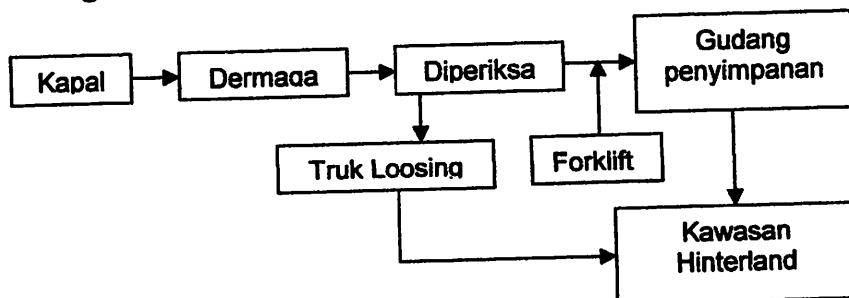 Kapal
Dermaga
Diperiksa
Gudang
penyimpanan
Truk Loosing
Forklift
Kawasan
Hinterland